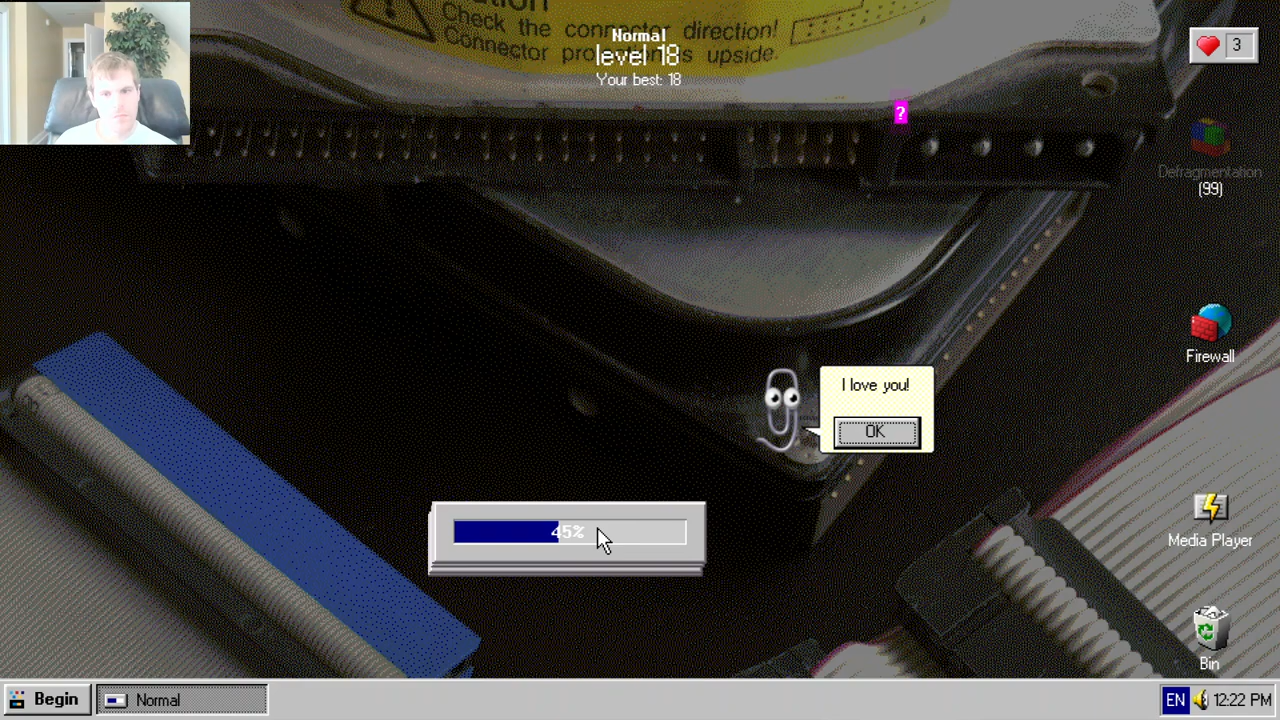 Check the connector direction!
Connector
is upside.
Normal
level 18
Your best: 18
3
?
Defragmentation
(99)
Firewall
I love you!
OK
45%
Media Player
Bin
Begin
Normal
EN
12:22 PM